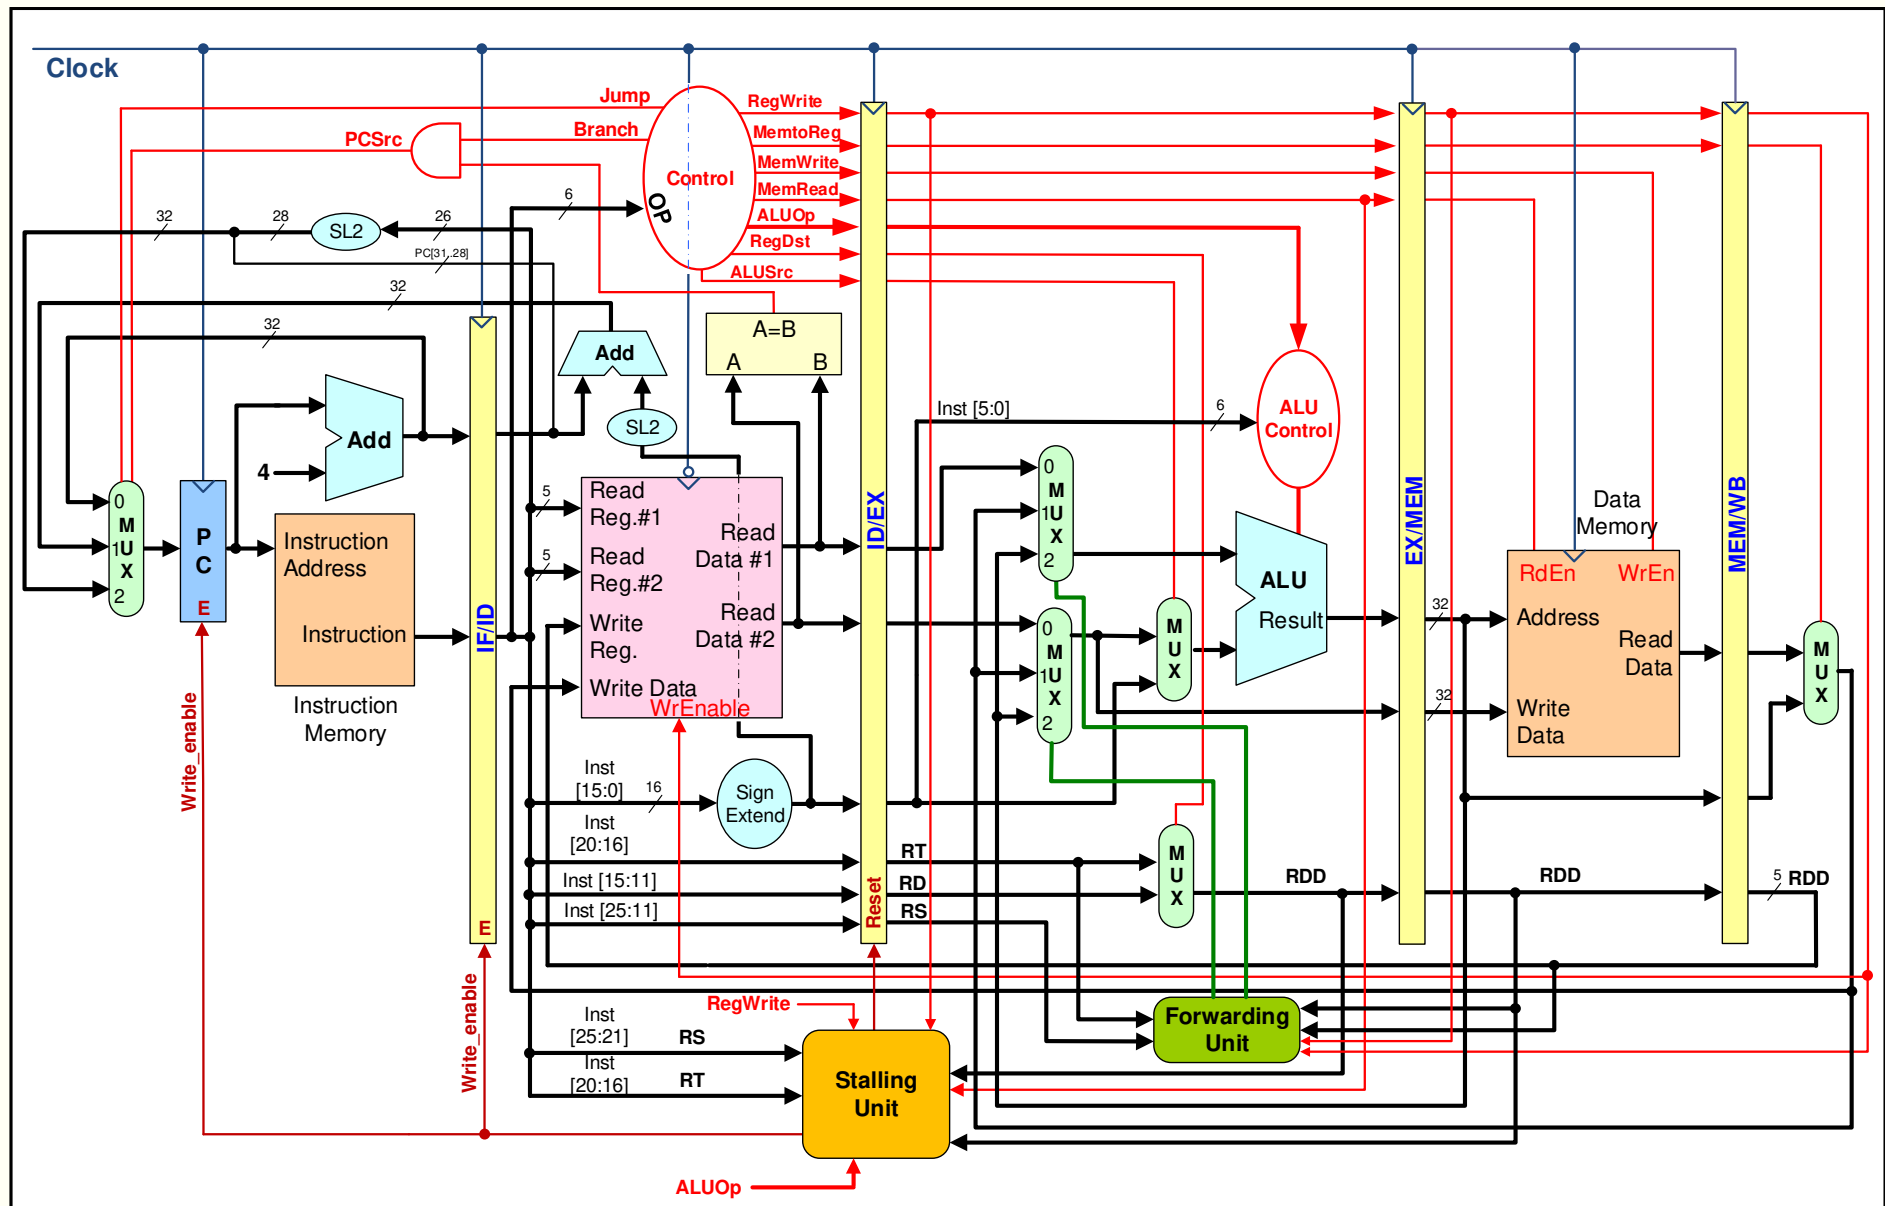 Clock
Jump
Branch
PCSrc
Control
OP
RegWrite
MemtoReg
MemWrite
MemRead
ALUOp
RegDst
ALUSrc
6
32
28
SL2
26
PC[31..28]
32
32
Add
A=B
A
B
SL2
Add
4
0
M
1U
X
2
P
C
E
Instruction
Address
Instruction
Instruction
Memory
IF/ID
E
5
Read
Reg.#1
5
Read
Reg.#2
Write
Reg.
Write Data
WrEnable
Read
Data #1
Read
Data #2
ID/EX
Reset
Inst [5:0]
6
ALU
Control
0
M
1U
X
2
0
M
1U
X
2
M
U
X
ALU
Result
EX/MEM
32
32
Data
Memory
RdEn
WrEn
Address
Read
Data
Write
Data
MEM/WB
M
U
X
Write_enable
Inst
[15:0]
16
Sign
Extend
Inst
[20:16]
Inst [15:11]
Inst [25:11]
RT
RD
RS
M
U
X
RDD
RDD
5
RDD
Write_enable
RegWrite
Inst
[25:21]
RS
Inst
[20:16]
RT
Stalling
Unit
Forwarding
Unit
ALUOp